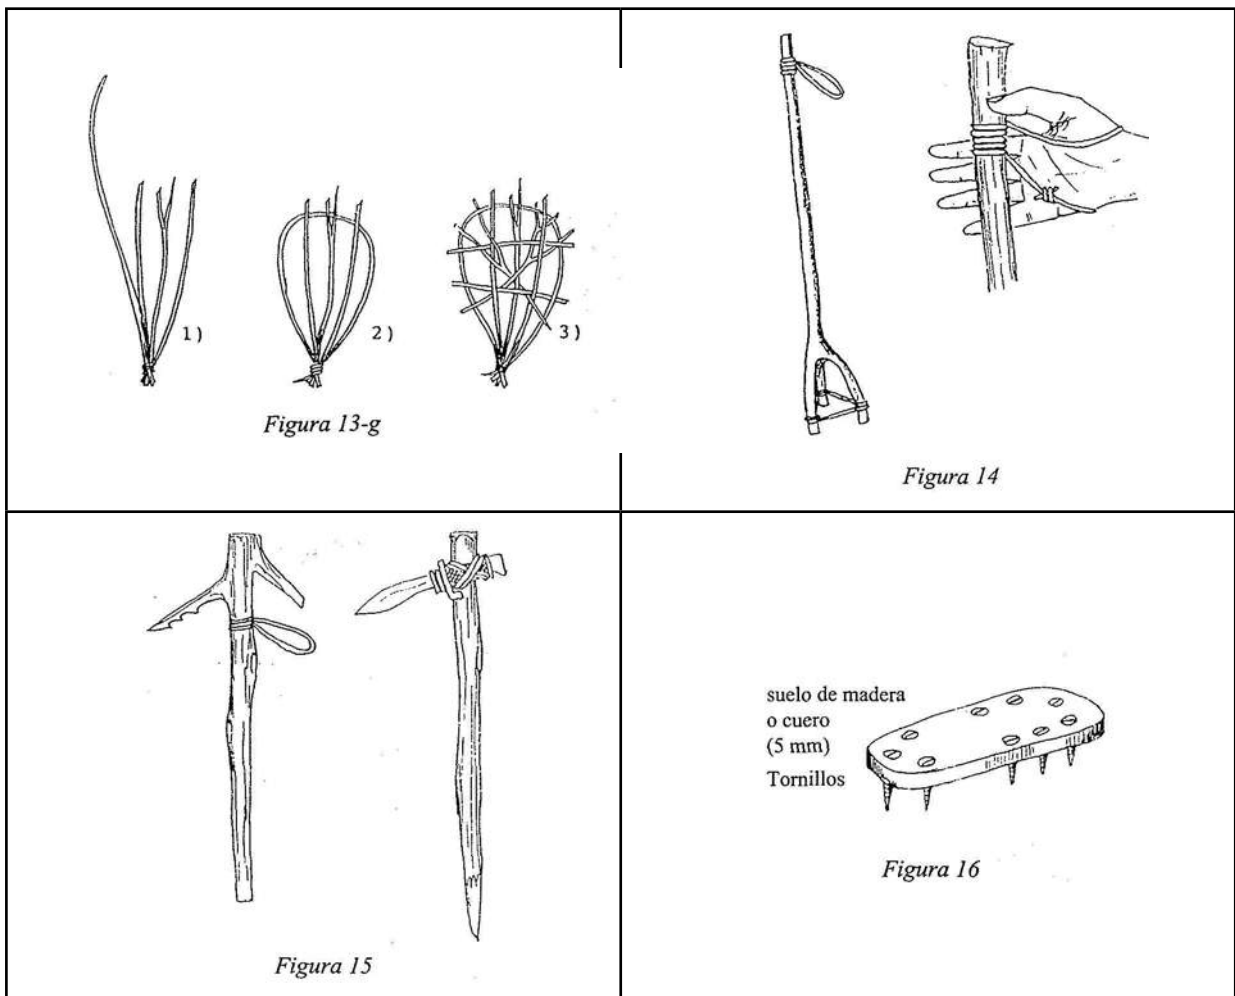 1)
2)
3)
Figura 13-g
Figura 14
Figura 15
suelo de madera
o cuero
(5 mm)
Tornillos
Figura 16